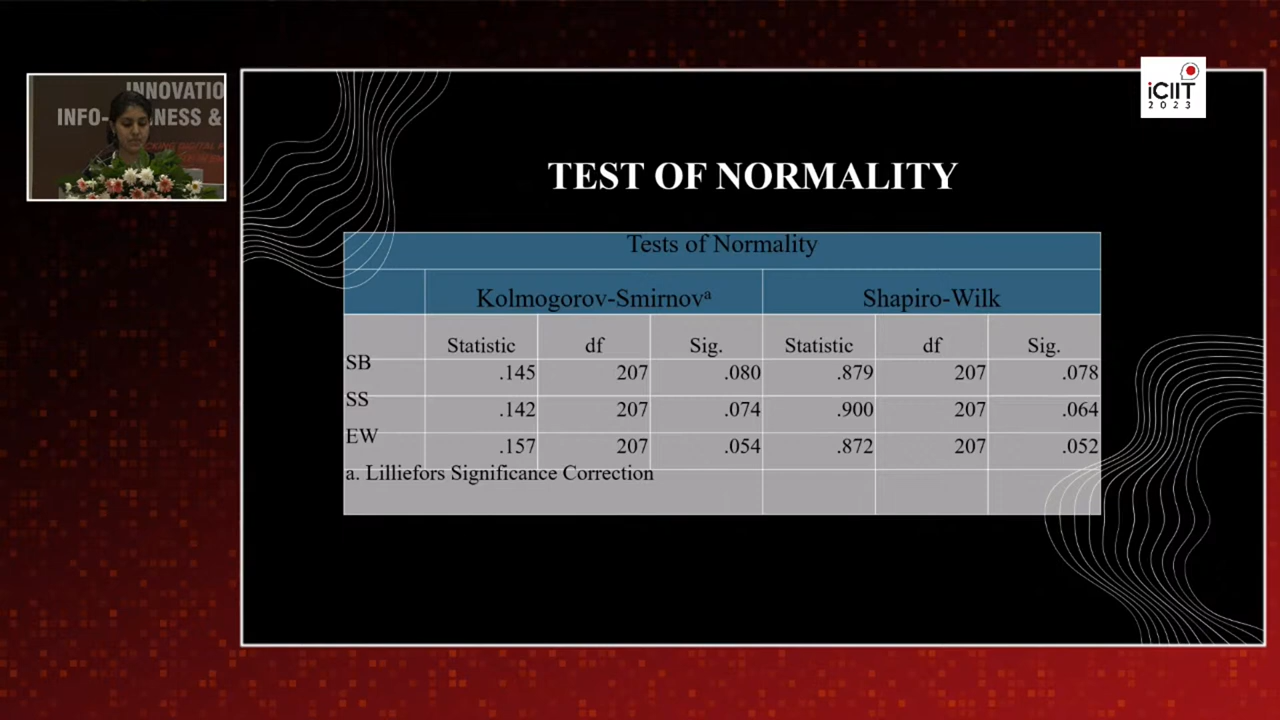 INNOVATIO
INFO-
NESS &
iCIIT
2023
TEST OF NORMALITY
Tests of Normality
Kolmogorov-Smirnovᵃ Shapiro-Wilk
Statistic df Sig. Statistic df Sig.
SB .145 207 .080 .879 207 .078
SS .142 207 .074 .900 207 .064
EW .157 207 .054 .872 207 .052
a. Lilliefors Significance Correction